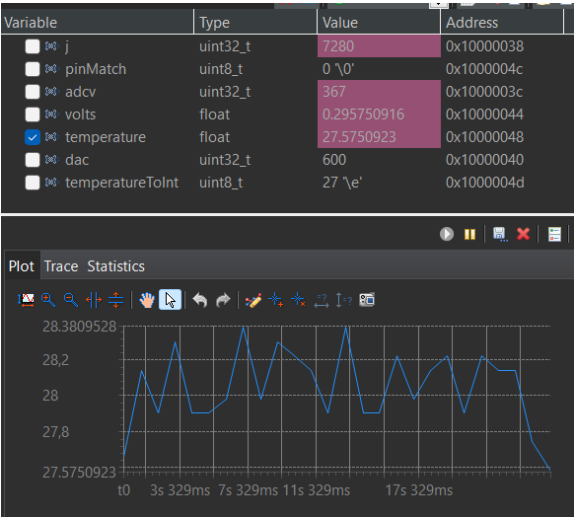 Variable Type Value Address
j uint32_t 7280 0x10000038
pinMatch uint8_t 0 '\0' 0x1000004c
adcv uint32_t 367 0x1000003c
volts float 0.295750916 0x10000044
temperature float 27.5750923 0x10000048
dac uint32_t 600 0x10000040
temperatureToInt uint8_t 27 '\e' 0x1000004d
Plot Trace Statistics
28.3809528
28,2
28
27,8
27.5750923
t0 3s 329ms 7s 329ms 11s 329ms 17s 329ms